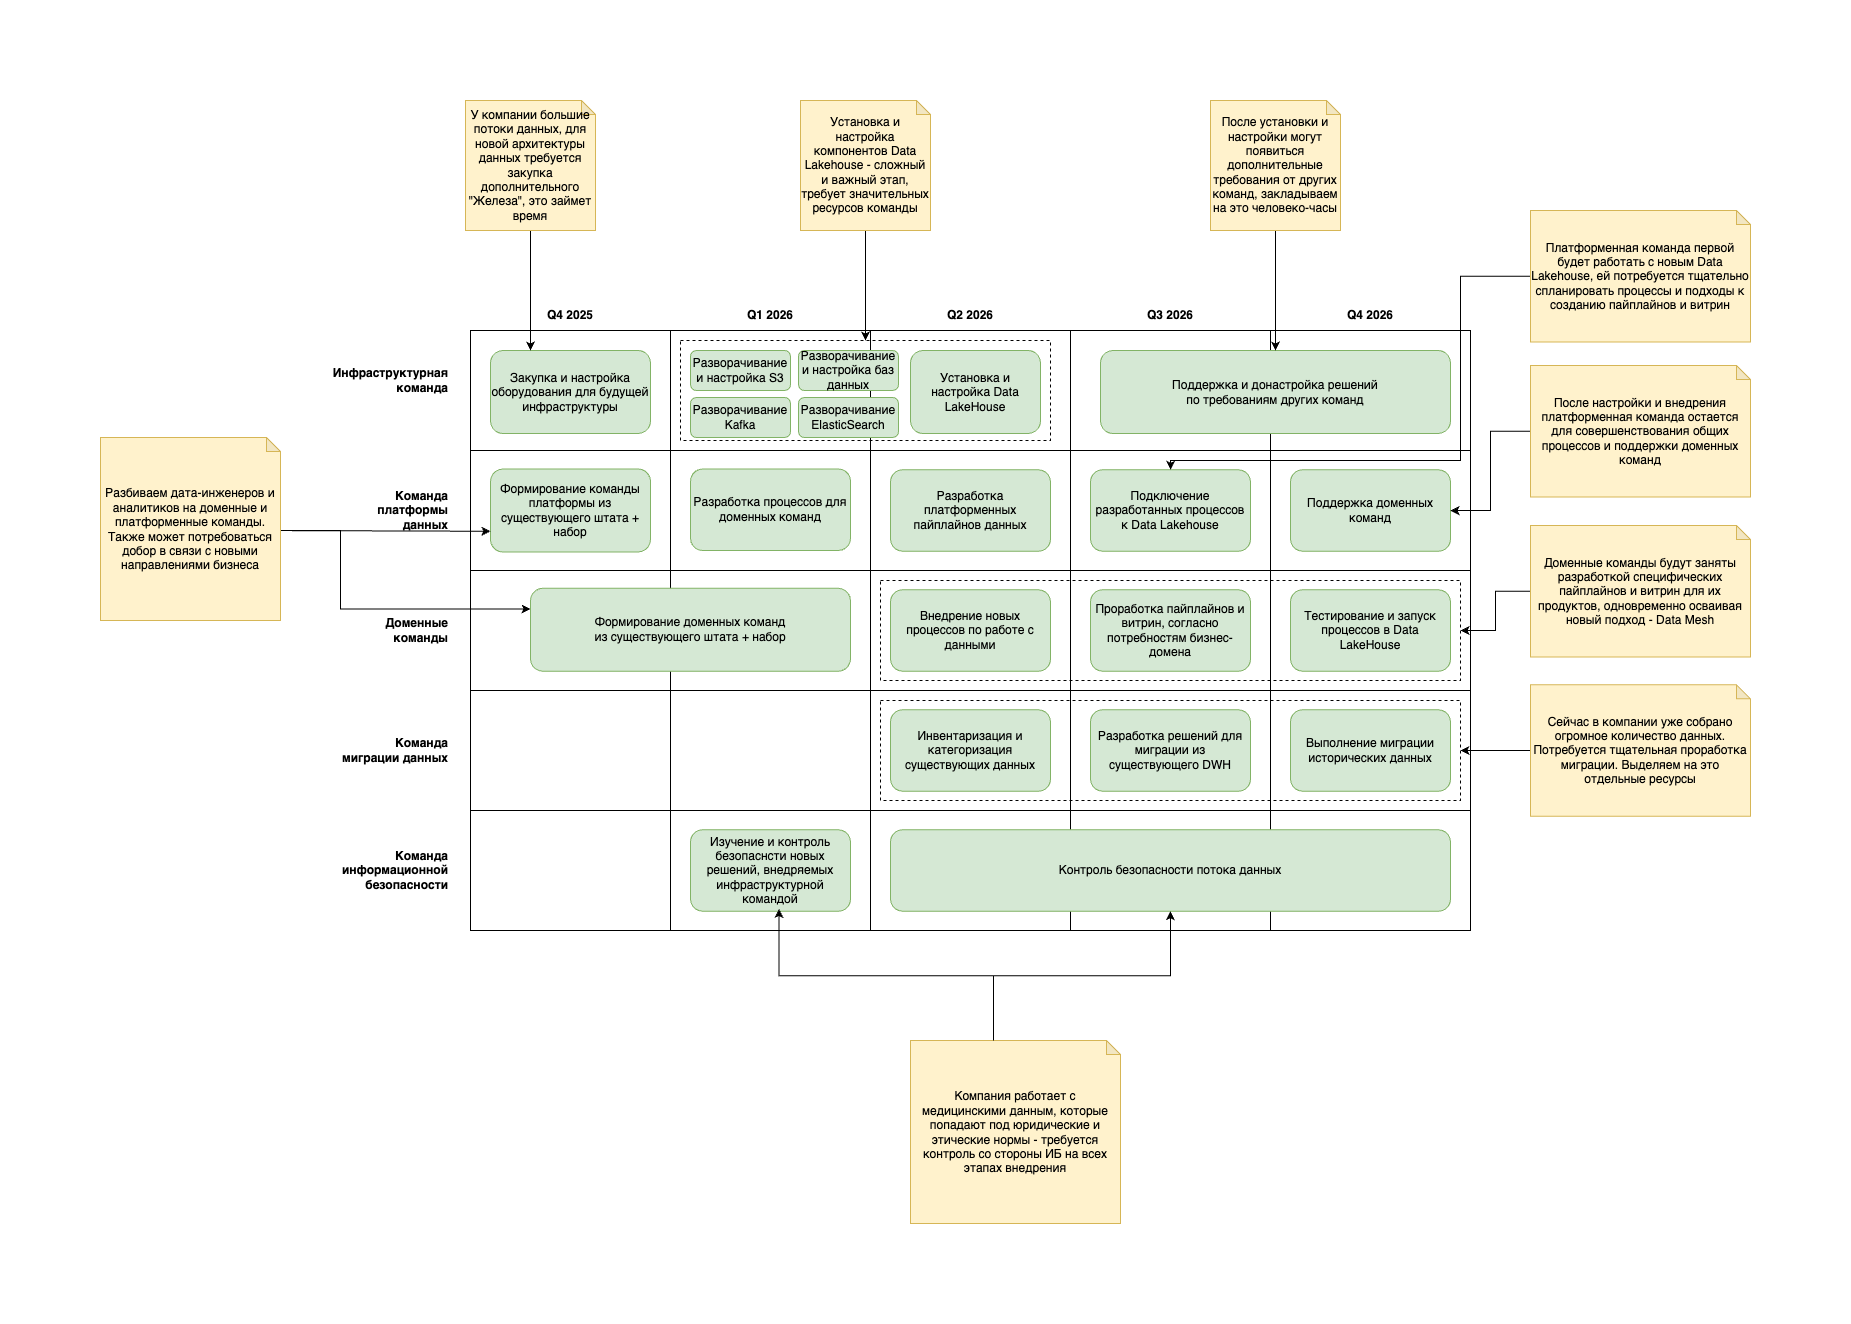 У компании большие
потоки данных, для
новой архитектуры
данных требуется
закупка
дополнительного
"Железа", это займет
время
Установка и
настройка
компонентов Data
Lakehouse - сложный
и важный этап,
требует значительных
ресурсов команды
После установки и
настройки могут
появиться
дополнительные
требования от других
команд, закладываем
на это человеко-часы
Платформенная команда первой
будет работать с новым Data
Lakehouse, ей потребуется тщательно
спланировать процессы и подходы к
созданию пайплайнов и витрин
Q4 2025
Q1 2026
Q2 2026
Q3 2026
Q4 2026
Инфраструктурная
команда
Закупка и настройка
оборудования для будущей
инфраструктуры
Разворачивание
и настройка S3
Разворачивание
и настройка баз
данных
Разворачивание
Kafka
Разворачивание
ElasticSearch
Установка и
настройка Data
LakeHouse
Поддержка и донастройка решений
по требованиям других команд
После настройки и внедрения
платформенная команда остается
для совершенствования общих
процессов и поддержки доменных
команд
Разбиваем дата-инженеров и
аналитиков на доменные и
платформенные команды.
Также может потребоваться
добор в связи с новыми
направлениями бизнеса
Команда
платформы
данных
Формирование команды
платформы из
существующего штата +
набор
Разработка процессов для
доменных команд
Разработка
платформенных
пайплайнов данных
Подключение
разработанных процессов
к Data Lakehouse
Поддержка доменных
команд
Доменные команды будут заняты
разработкой специфических
пайплайнов и витрин для их
продуктов, одновременно осваивая
новый подход - Data Mesh
Доменные
команды
Формирование доменных команд
из существующего штата + набор
Внедрение новых
процессов по работе с
данными
Проработка пайплайнов и
витрин, согласно
потребностям бизнес-
домена
Тестирование и запуск
процессов в Data
LakeHouse
Команда
миграции данных
Инвентаризация и
категоризация
существующих данных
Разработка решений для
миграции из
существующего DWH
Выполнение миграции
исторических данных
Сейчас в компании уже собрано
огромное количество данных.
Потребуется тщательная проработка
миграции. Выделяем на это
отдельные ресурсы
Команда
информационной
безопасности
Изучение и контроль
безопаснсти новых
решений, внедряемых
инфраструктурной
командой
Контроль безопасности потока данных
Компания работает с
медицинскими данным, которые
попадают под юридические и
этические нормы - требуется
контроль со стороны ИБ на всех
этапах внедрения